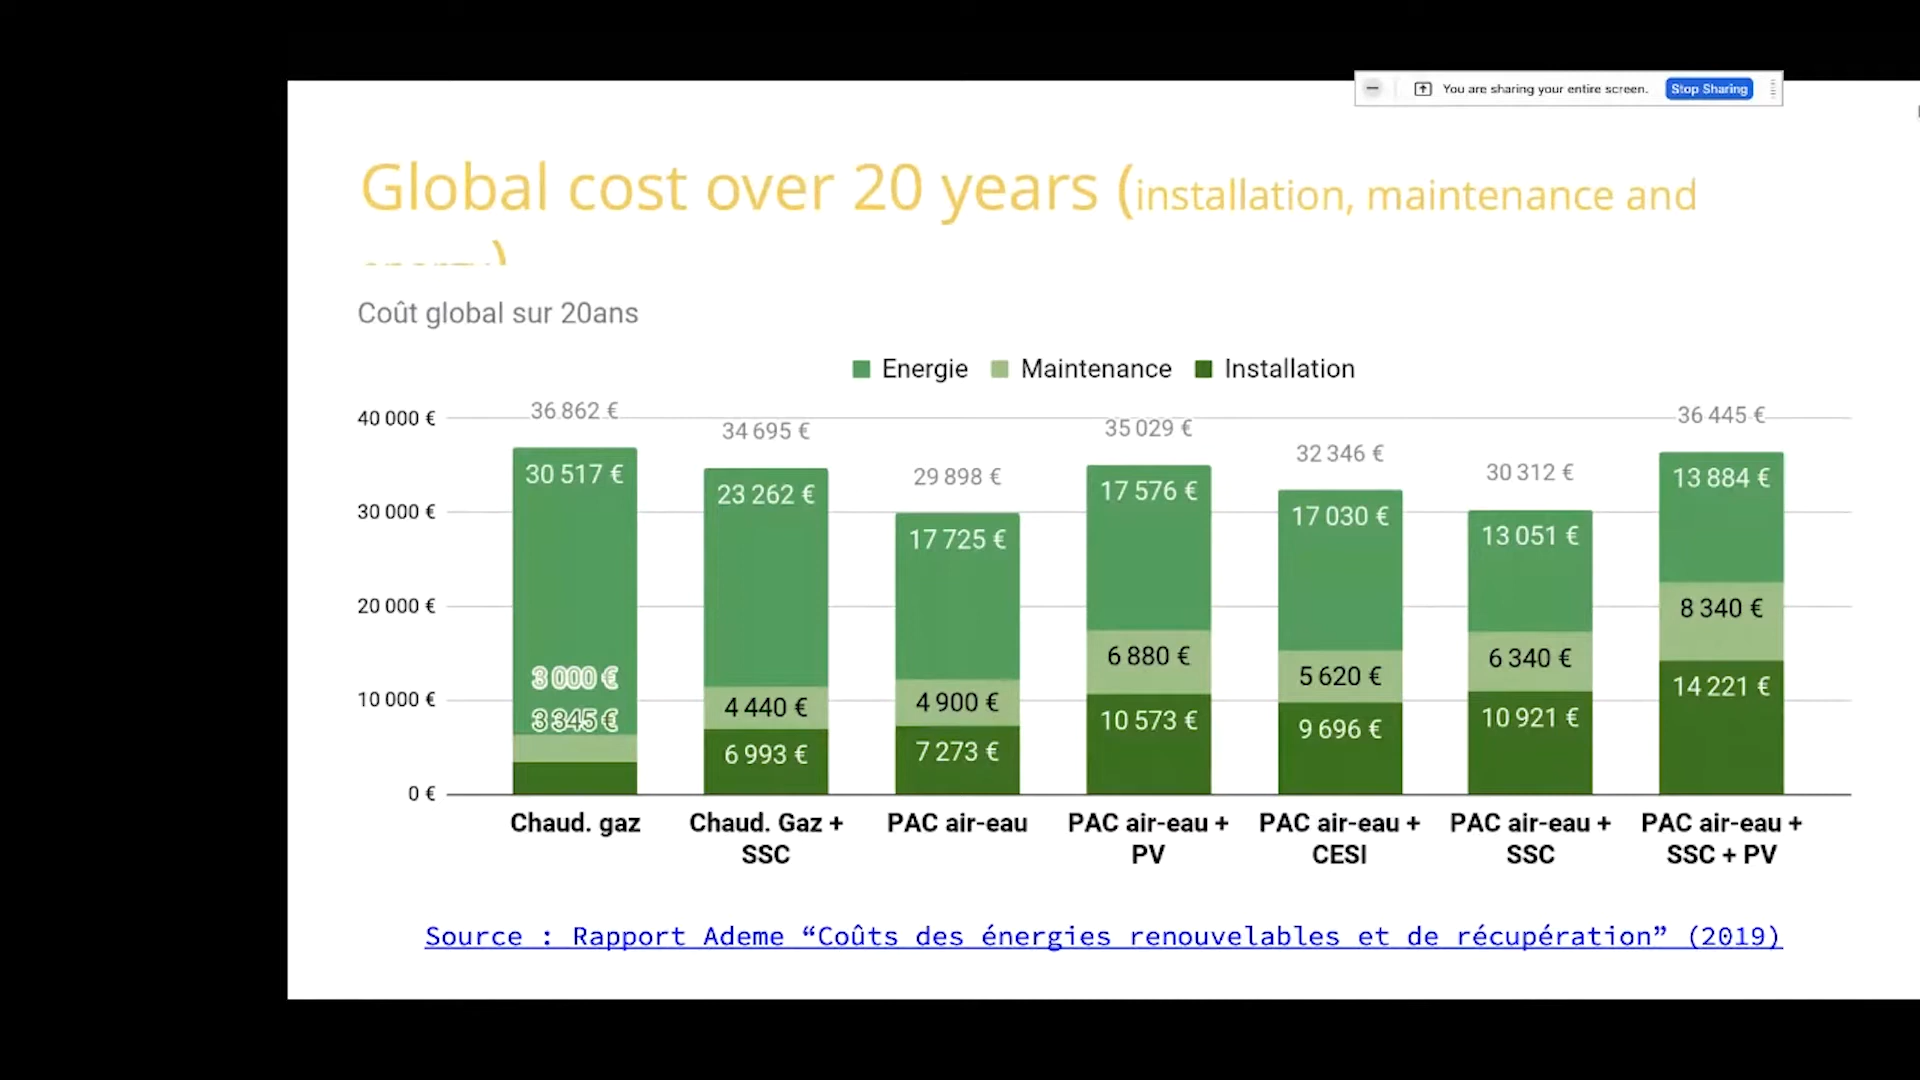 You are sharing your entire screen. Stop Sharing
Global cost over 20 years (installation, maintenance and
Coût global sur 20ans
Energie Maintenance Installation
40 000 €
30 000 €
20 000 €
10 000 €
0 €
36 862 €
30 517 €
3 000 €
3 345 €
Chaud. gaz
34 695 €
23 262 €
4 440 €
6 993 €
Chaud. Gaz +
SSC
29 898 €
17 725 €
4 900 €
7 273 €
PAC air-eau
35 029 €
17 576 €
6 880 €
10 573 €
PAC air-eau +
PV
32 346 €
17 030 €
5 620 €
9 696 €
PAC air-eau +
CESI
30 312 €
13 051 €
6 340 €
10 921 €
PAC air-eau +
SSC
36 445 €
13 884 €
8 340 €
14 221 €
PAC air-eau +
SSC + PV
Source : Rapport Ademe “Coûts des énergies renouvelables et de récupération” (2019)